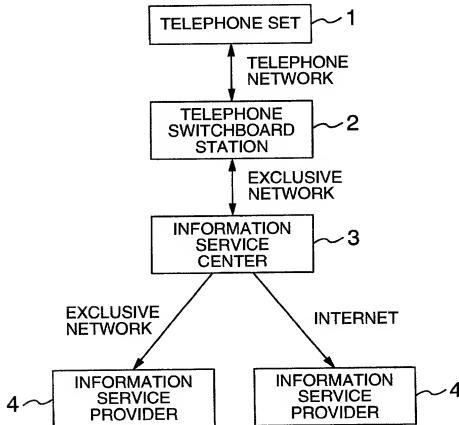 TELEPHONE SET
1
TELEPHONE
NETWORK
TELEPHONE
SWITCHBOARD
STATION
2
EXCLUSIVE
NETWORK
INFORMATION
SERVICE
CENTER
3
EXCLUSIVE
NETWORK
INTERNET
4
INFORMATION
SERVICE
PROVIDER
INFORMATION
SERVICE
PROVIDER
4